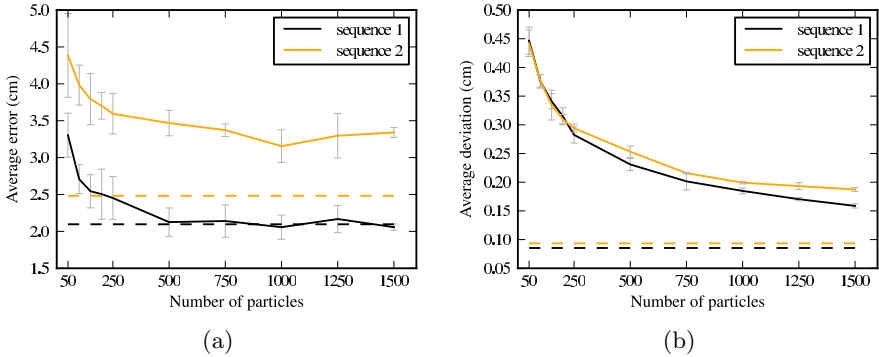 5.0
4.5
4.0
3.5
3.0
2.5
2.0
1.5
Average error (cm)
sequence 1
sequence 2
50 250 500 750 1000 1250 1500
Number of particles
(a)
0.50
0.45
0.40
0.35
0.30
0.25
0.20
0.15
0.10
0.05
Average deviation (cm)
sequence 1
sequence 2
50 250 500 750 1000 1250 1500
Number of particles
(b)